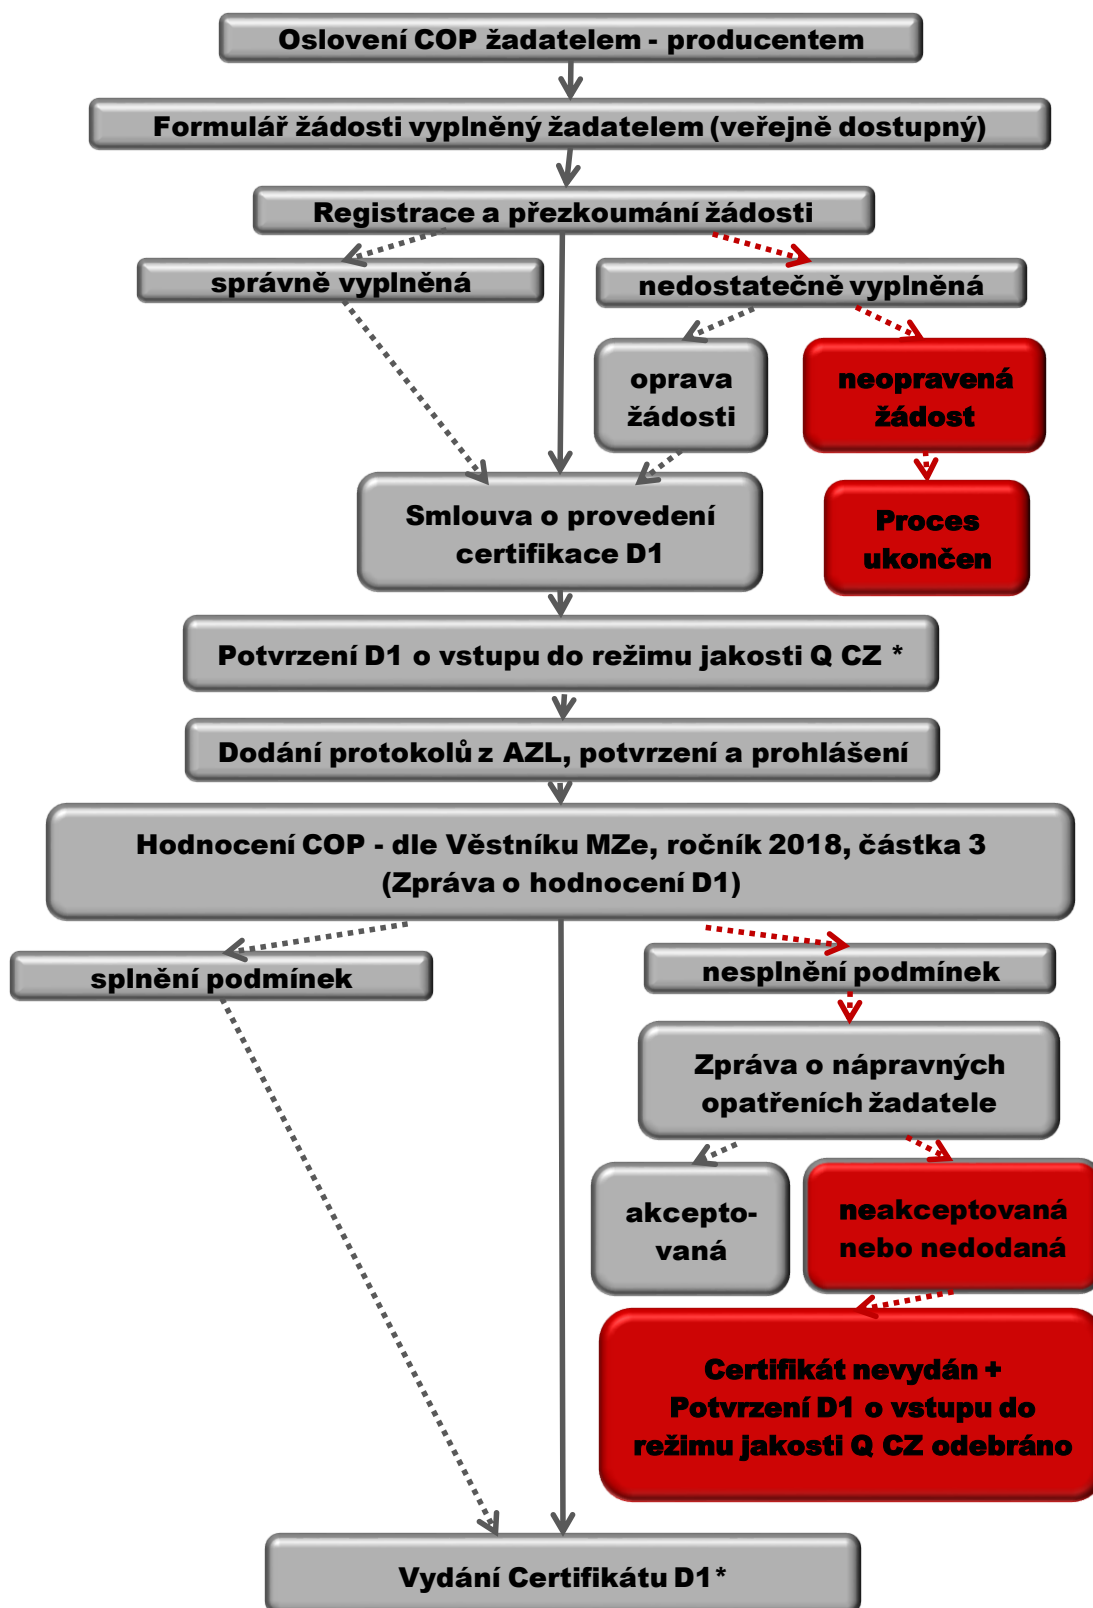 Oslovení COP žadatelem - producentem
Formulář žádosti vyplněný žadatelem (veřejně dostupný)
Registrace a přezkoumání žádosti
správně vyplněná
nedostatečně vyplněná
oprava
žádosti
neopravená
žádost
Smlouva o provedení
certifikace D1
Proces
ukončen
Potvrzení D1 o vstupu do režimu jakosti Q CZ *
Dodání protokolů z AZL, potvrzení a prohlášení
Hodnocení COP - dle Věstníku MZe, ročník 2018, částka 3
(Zpráva o hodnocení D1)
splnění podmínek
nesplnění podmínek
Zpráva o nápravných
opatřeních žadatele
akcepto-
vaná
neakceptovaná
nebo nedodaná
Certifikát nevydán +
Potvrzení D1 o vstupu do
režimu jakosti Q CZ odebráno
Vydání Certifikátu D1*